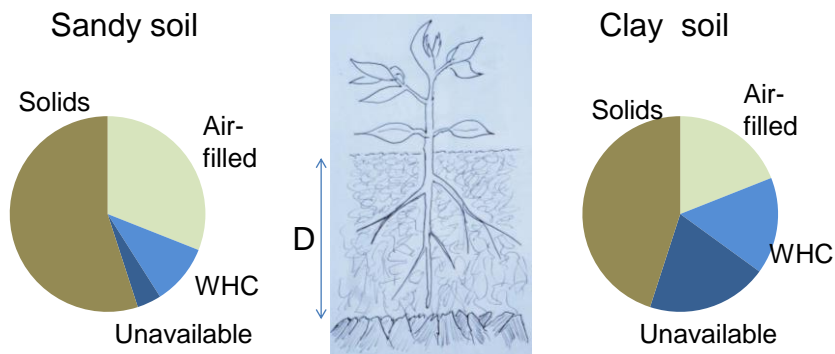 Sandy soil
Solids
Air-
filled
WHC
Unavailable
D
Clay soil
Solids
Air-
filled
WHC
Unavailable